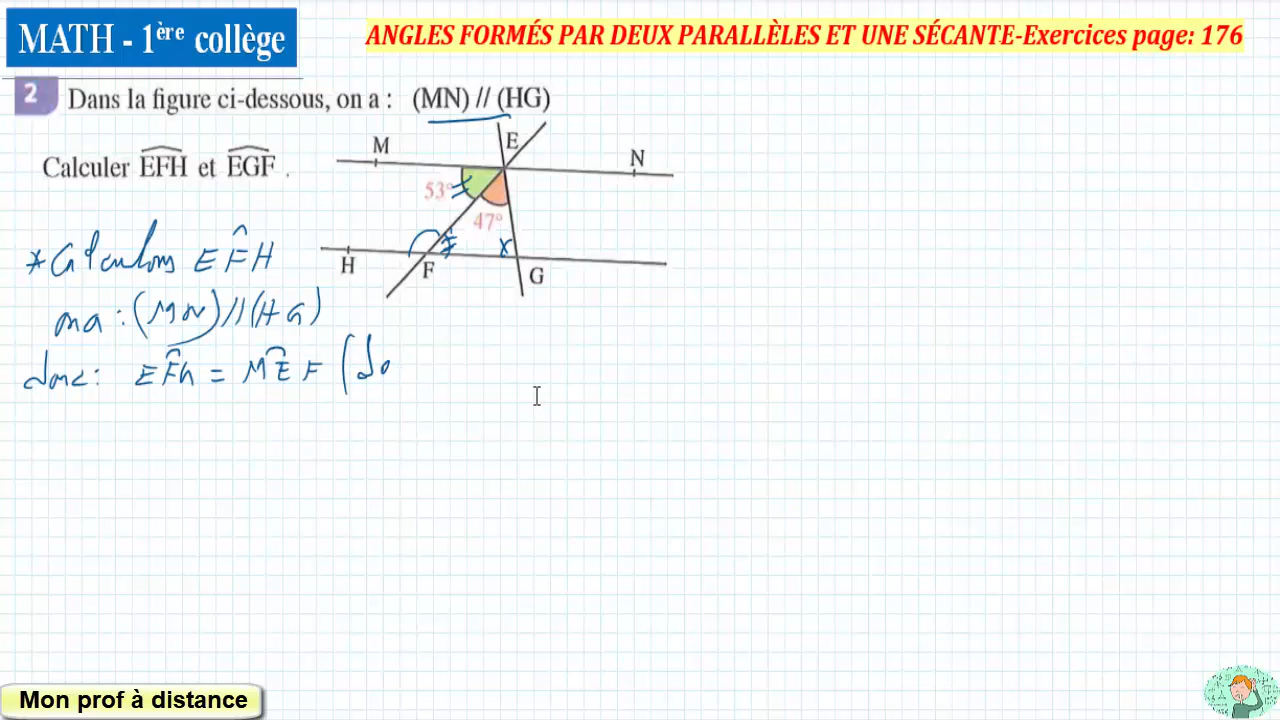 MATH - 1ère collège
ANGLES FORMÉS PAR DEUX PARALLÈLES ET UNE SÉCANTE-Exercices page: 176
2 Dans la figure ci-dessous, on a : (MN) // (HG)
Calculer EFH et EGF .
M E N
53°
47°
H F G
* Calculons EFH
on a : (MN) // (HG)
donc : EFG = MEF (
Mon prof à distance